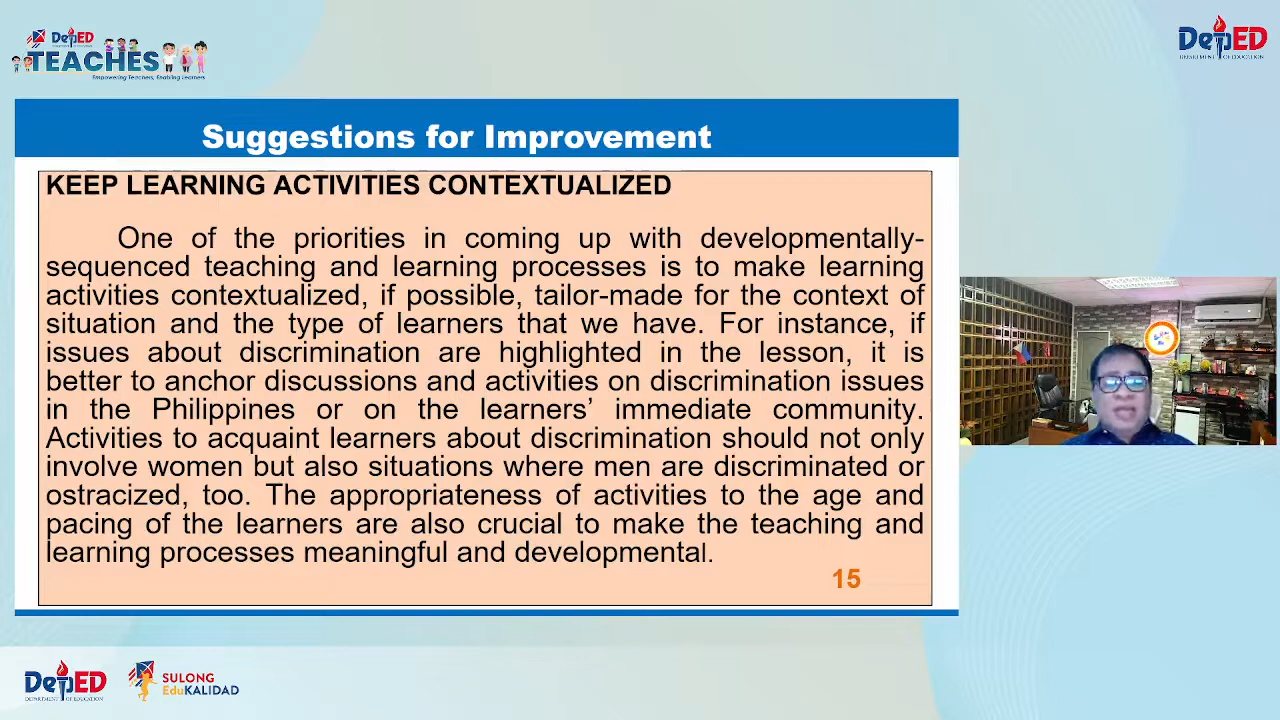 DepED
TEACHES
Empowering Teachers, Enabling Learners
DepED
DEPARTMENT OF EDUCATION
Suggestions for Improvement
KEEP LEARNING ACTIVITIES CONTEXTUALIZED
One of the priorities in coming up with developmentally-
sequenced teaching and learning processes is to make learning
activities contextualized, if possible, tailor-made for the context of
situation and the type of learners that we have. For instance, if
issues about discrimination are highlighted in the lesson, it is
better to anchor discussions and activities on discrimination issues
in the Philippines or on the learners’ immediate community.
Activities to acquaint learners about discrimination should not only
involve women but also situations where men are discriminated or
ostracized, too. The appropriateness of activities to the age and
pacing of the learners are also crucial to make the teaching and
learning processes meaningful and developmental.
15
DepED
DEPARTMENT OF EDUCATION
SULONG
EduKALIDAD